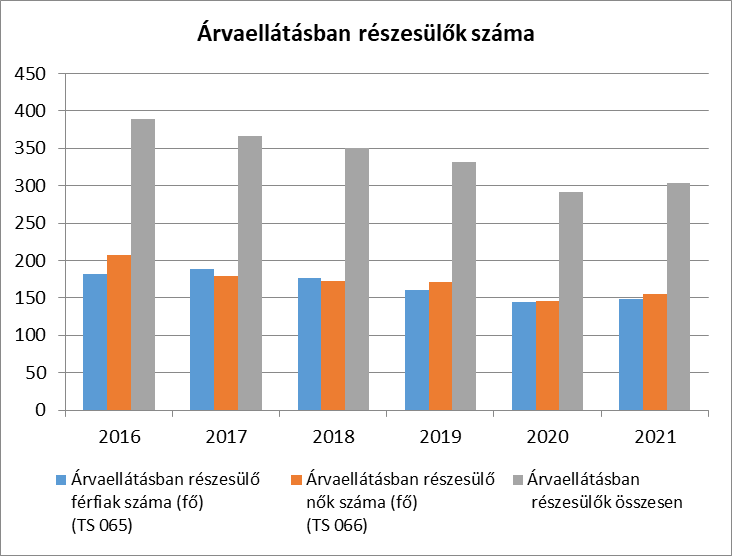 Árvaellátásban részesülők száma
450
400
350
300
250
200
150
100
50
0
2016 2017 2018 2019 2020 2021
Árvaellátásban részesülő
férfiak száma (fő)
(TS 065)
Árvaellátásban részesülő
nők száma (fő)
(TS 066)
Árvaellátásban
részesülők összesen